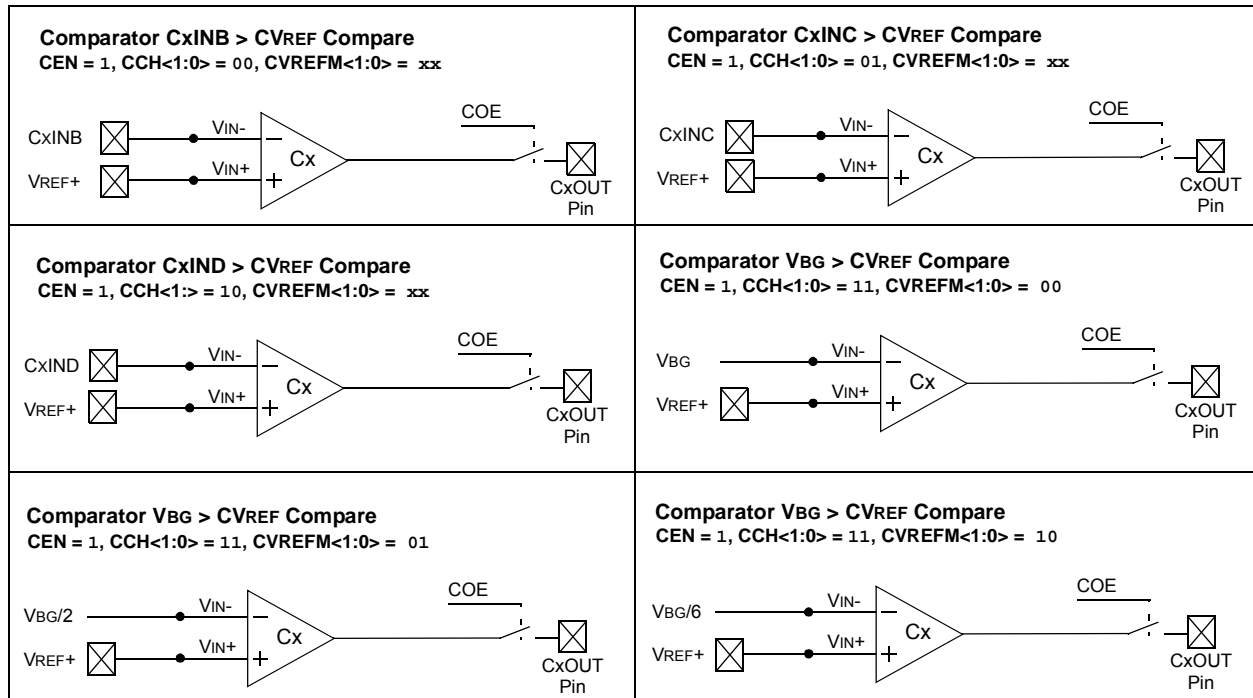 Comparator CxINB > CVREF Compare
CEN = 1, CCH<1:0> = 00, CVREFM<1:0> = xx
COE
CxINB
VIN-
–
Cx
VREF+
VIN+
+
CxOUT
Pin
Comparator CxINC > CVREF Compare
CEN = 1, CCH<1:0> = 01, CVREFM<1:0> = xx
COE
CxINC
VIN-
–
Cx
VREF+
VIN+
+
CxOUT
Pin
Comparator CxIND > CVREF Compare
CEN = 1, CCH<1:> = 10, CVREFM<1:0> = xx
COE
CxIND
VIN-
–
Cx
VREF+
VIN+
+
CxOUT
Pin
Comparator VBG > CVREF Compare
CEN = 1, CCH<1:0> = 11, CVREFM<1:0> = 00
COE
VBG
VIN-
–
Cx
VREF+
VIN+
+
CxOUT
Pin
Comparator VBG > CVREF Compare
CEN = 1, CCH<1:0> = 11, CVREFM<1:0> = 01
COE
VBG/2
VIN-
–
Cx
VREF+
VIN+
+
CxOUT
Pin
Comparator VBG > CVREF Compare
CEN = 1, CCH<1:0> = 11, CVREFM<1:0> = 10
COE
VBG/6
VIN-
–
Cx
VREF+
VIN+
+
CxOUT
Pin